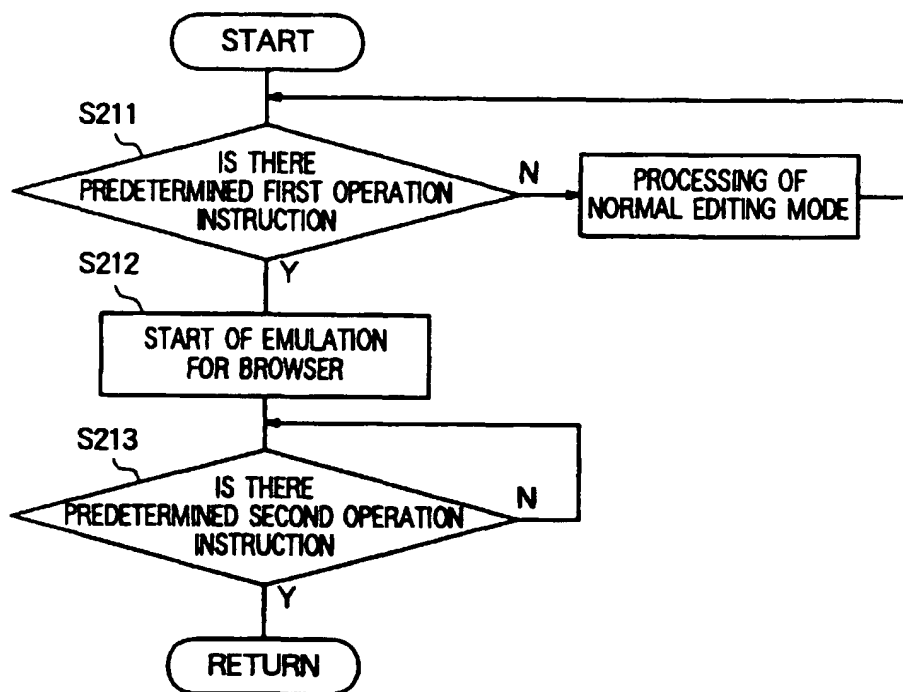 START
S211
IS THERE
PREDETERMINED FIRST OPERATION
INSTRUCTION
N
PROCESSING OF
NORMAL EDITING MODE
Y
S212
START OF EMULATION
FOR BROWSER
S213
IS THERE
PREDETERMINED SECOND OPERATION
INSTRUCTION
N
Y
RETURN